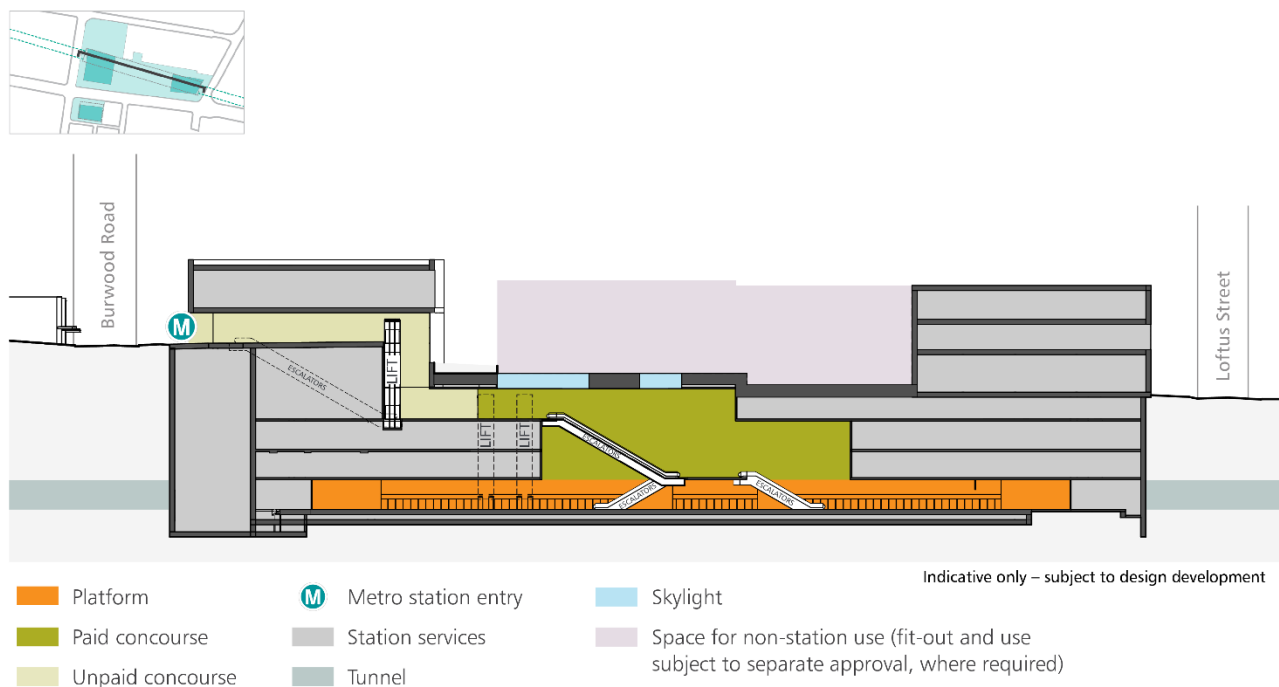 Burwood Road
Loftus Street
M
ESCALATORS
LIFT
LIFT
LIFT
ESCALATORS
ESCALATORS
ESCALATORS
Indicative only – subject to design development
Platform
M
Metro station entry
Skylight
Paid concourse
Station services
Space for non-station use (fit-out and use
subject to separate approval, where required)
Unpaid concourse
Tunnel